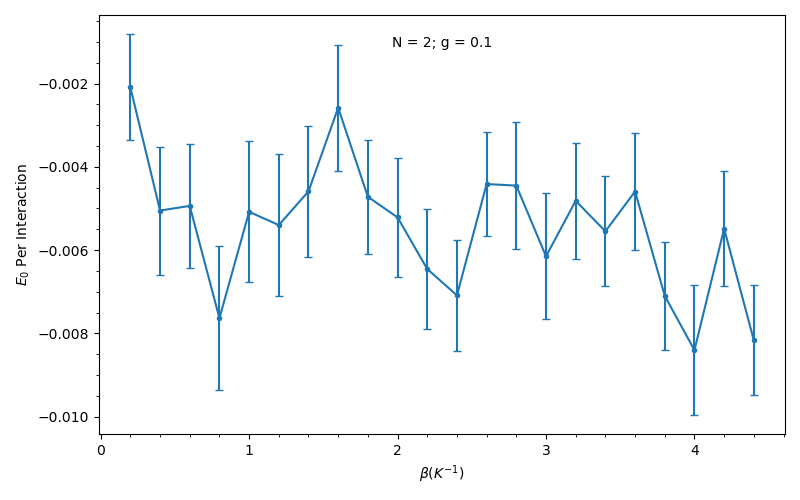 N = 2; g = 0.1
−0.002
−0.004
−0.006
−0.008
−0.010
E₀ Per Interaction
0 1 2 3 4
β(K⁻¹)